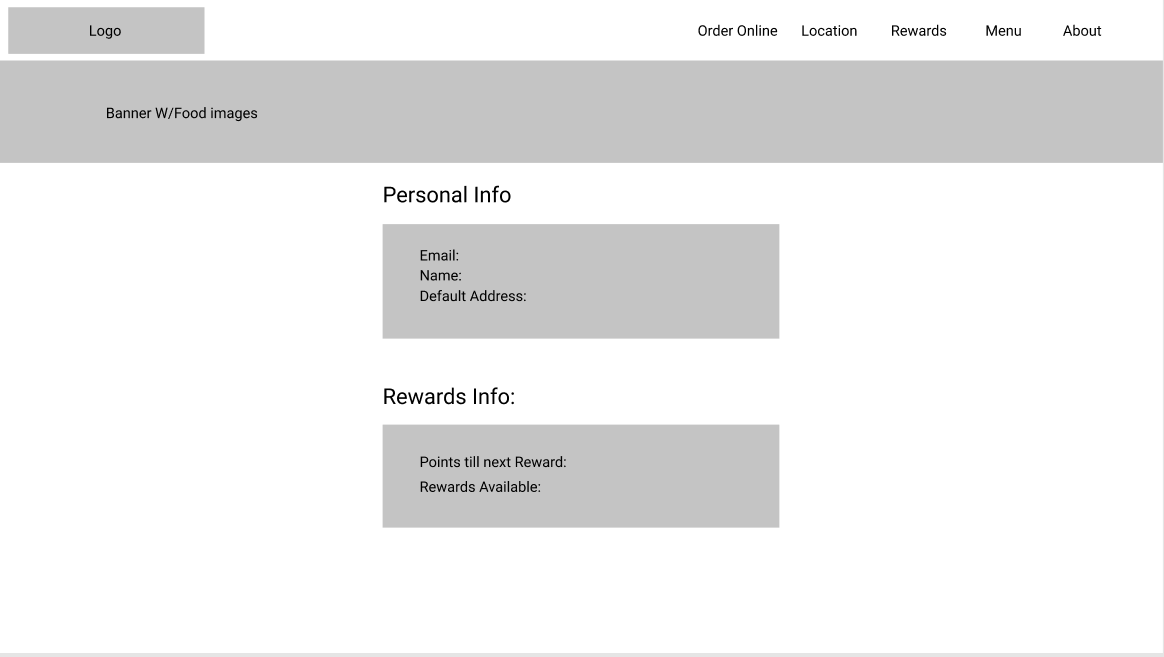 Logo
Order Online Location Rewards Menu About
Banner W/Food images
Personal Info
Email:
Name:
Default Address:
Rewards Info:
Points till next Reward:
Rewards Available: